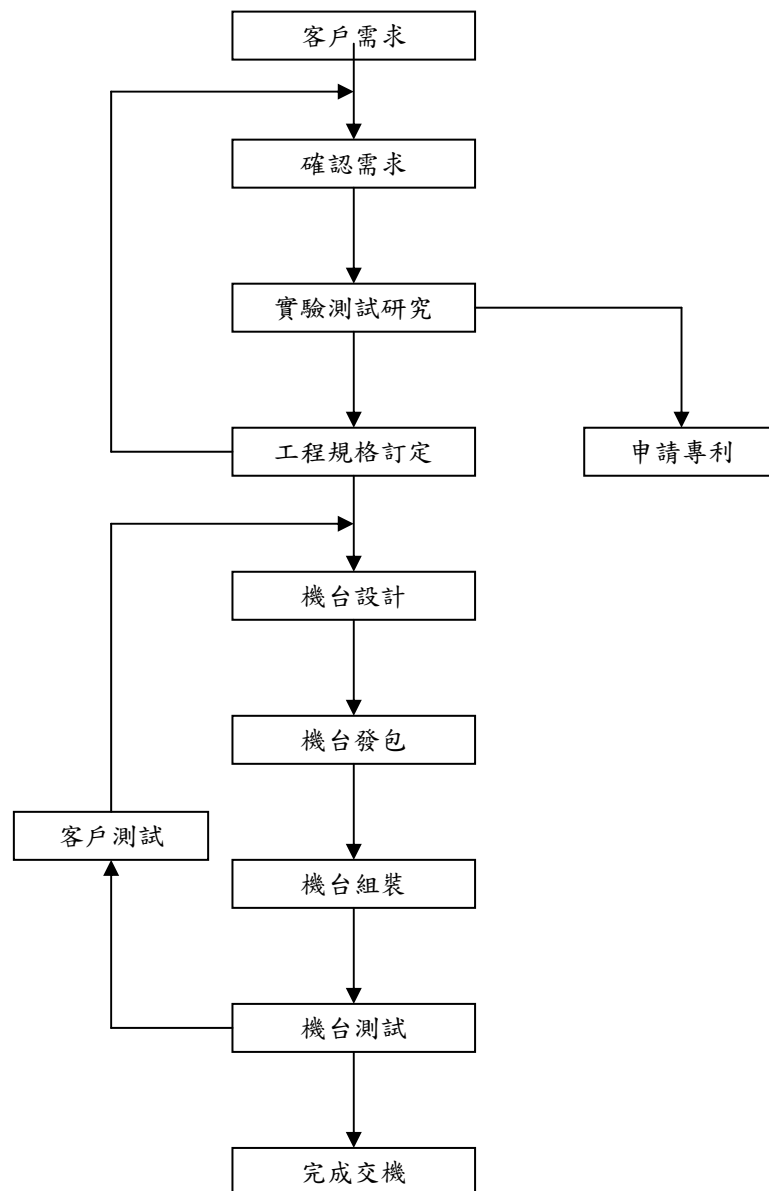 客戶需求
確認需求
實驗測試研究
工程規格訂定
申請專利
機台設計
機台發包
客戶測試
機台組裝
機台測試
完成交機